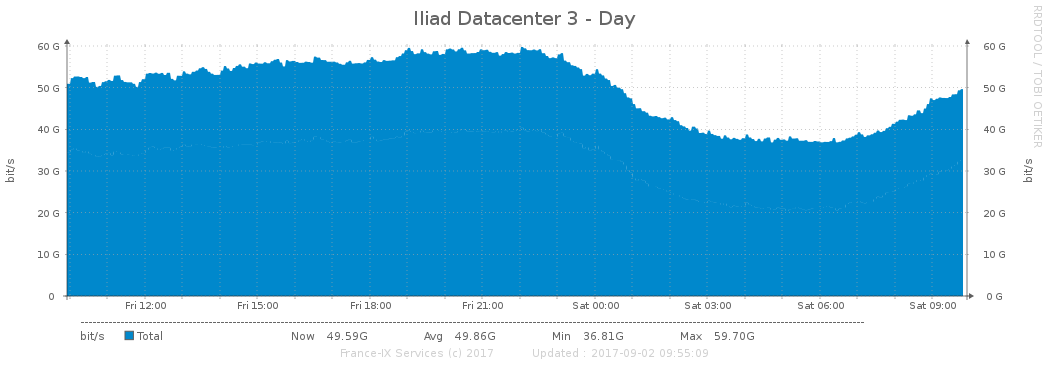 Iliad Datacenter 3 - Day
RRDTOOL / TOBI OETIKER
60 G 60 G
50 G 50 G
40 G 40 G
30 G 30 G
20 G 20 G
10 G 10 G
0 0 G
bit/s bit/s
Fri 12:00 Fri 15:00 Fri 18:00 Fri 21:00 Sat 00:00 Sat 03:00 Sat 06:00 Sat 09:00
bit/s Total Now 49.59G Avg 49.86G Min 36.81G Max 59.70G
France-IX Services (c) 2017 Updated : 2017-09-02 09:55:09